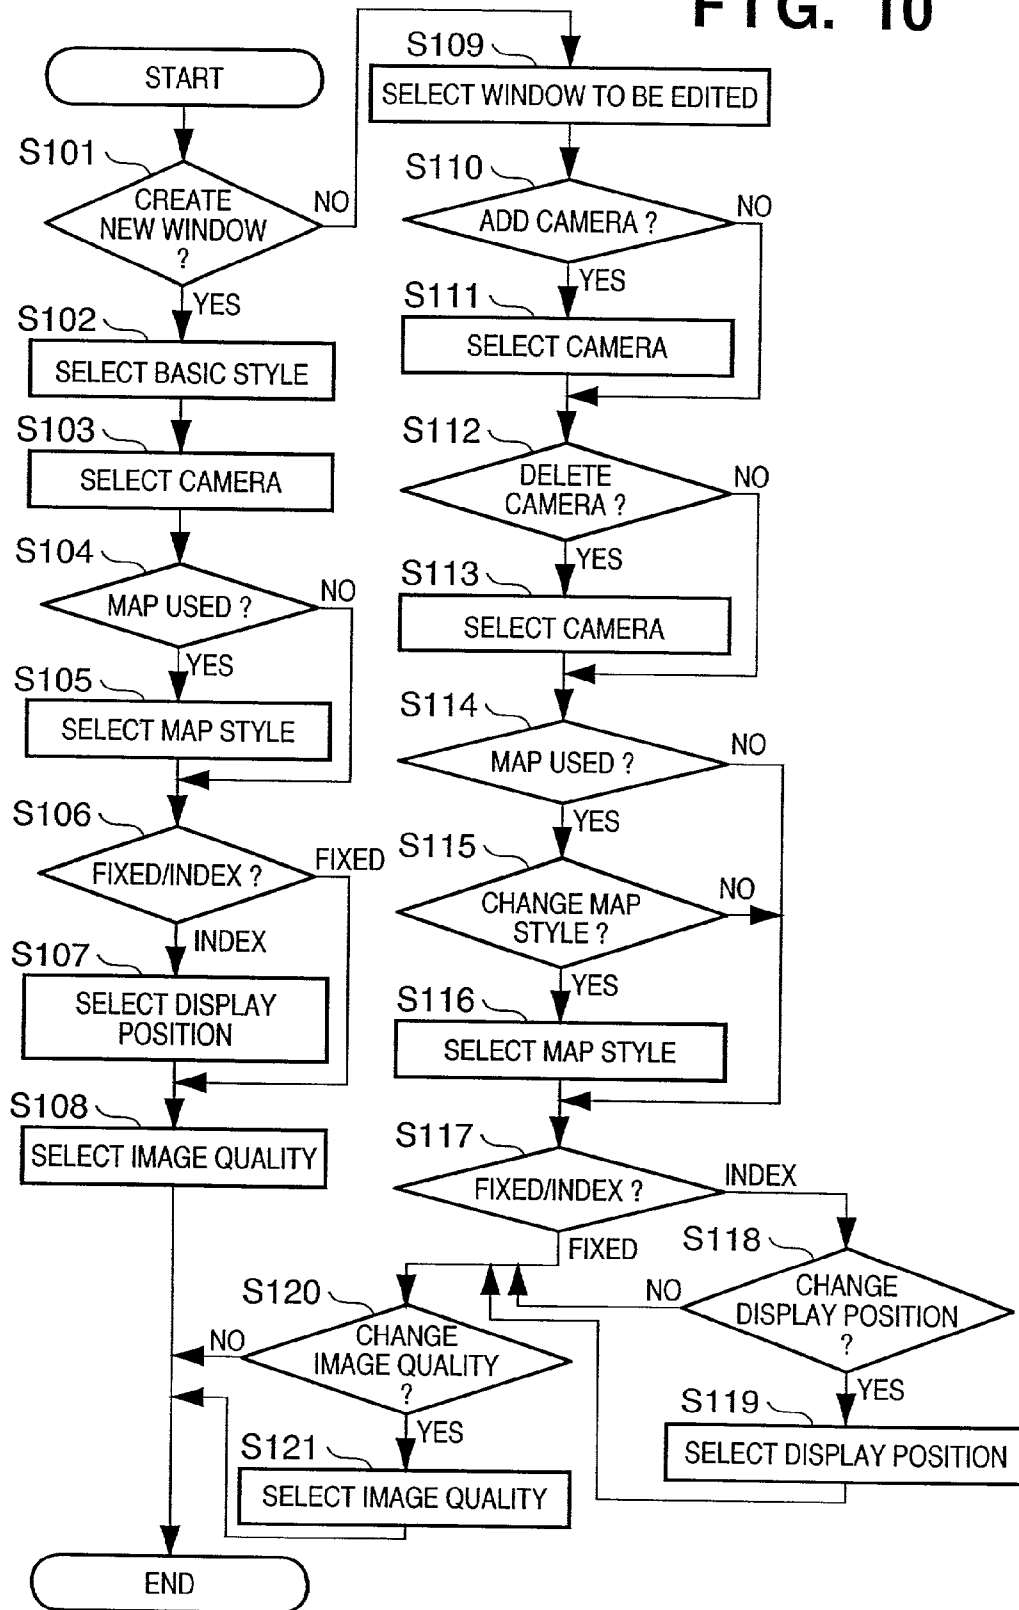 FIG. 10
START
S101
CREATE
NEW WINDOW
?
NO
YES
S102
SELECT BASIC STYLE
S103
SELECT CAMERA
S104
MAP USED ?
NO
YES
S105
SELECT MAP STYLE
S106
FIXED/INDEX ?
FIXED
INDEX
S107
SELECT DISPLAY
POSITION
S108
SELECT IMAGE QUALITY
S109
SELECT WINDOW TO BE EDITED
S110
ADD CAMERA ?
NO
YES
S111
SELECT CAMERA
S112
DELETE
CAMERA ?
NO
YES
S113
SELECT CAMERA
S114
MAP USED ?
NO
YES
S115
CHANGE MAP
STYLE ?
NO
YES
S116
SELECT MAP STYLE
S117
FIXED/INDEX ?
INDEX
FIXED
S118
CHANGE
DISPLAY POSITION
?
NO
YES
S119
SELECT DISPLAY POSITION
S120
CHANGE
IMAGE QUALITY
?
NO
YES
S121
SELECT IMAGE QUALITY
END